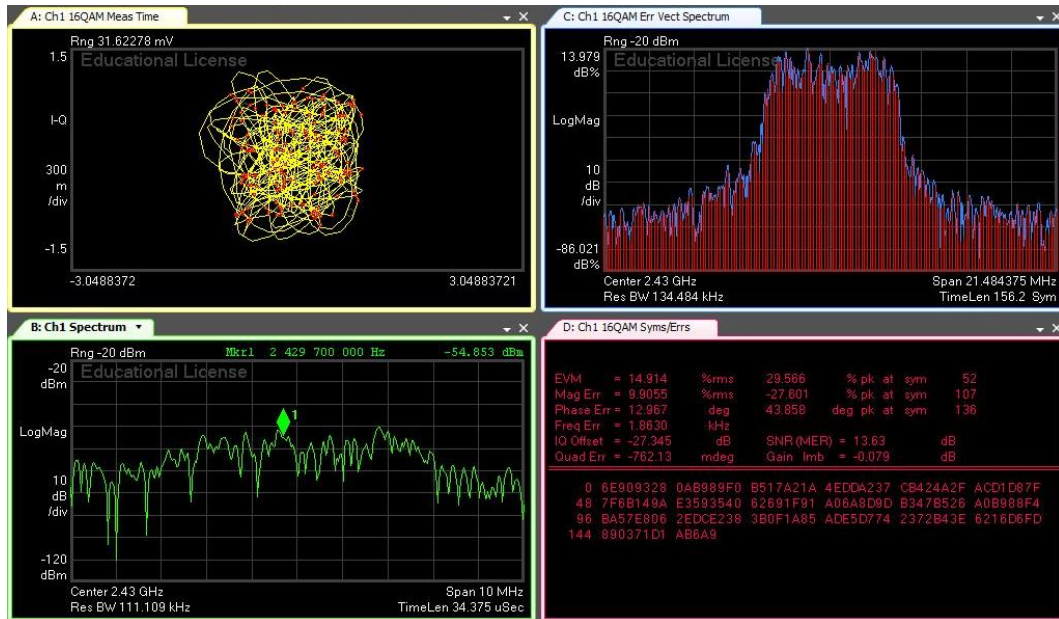 A: Ch1 16QAM Meas Time
Rng 31.62278 mV
1.5
Educational License
I-Q
300
m
/div
-1.5
-3.0488372
3.04883721
C: Ch1 16QAM Err Vect Spectrum
Rng -20 dBm
13.979
dB%
Educational License
LogMag
10
dB
/div
-86.021
dB%
Center 2.43 GHz
Span 21.484375 MHz
Res BW 134.484 kHz
TimeLen 156.2 Sym
B: Ch1 Spectrum
Rng -20 dBm
Mkr1 2 429 700 000 Hz -54.853 dBm
-20
dBm
Educational License
1
LogMag
10
dB
/div
-120
dBm
Center 2.43 GHz
Span 10 MHz
Res BW 111.109 kHz
TimeLen 34.375 uSec
D: Ch1 16QAM Syms/Errs
EVM = 14.914 %rms 29.566 % pk at sym 52
Mag Err = 9.9055 %rms -27.601 % pk at sym 107
Phase Err = 12.967 deg 43.858 deg pk at sym 136
Freq Err = 1.8630 kHz
IQ Offset = -27.345 dB SNR(MER) = 13.63 dB
Quad Err = -762.13 mdeg Gain Imb = -0.079 dB
0 6E909328 0AB989F0 B517A21A 4EDDA237 CB424A2F ACD1D87F
48 7F6B149A E3593540 62691F91 A06A8D9D B347B526 A0B988F4
96 BA57E806 2EDCE238 3B0F1A85 ADE5D774 2372B43E 6216D6FD
144 890371D1 AB6A9